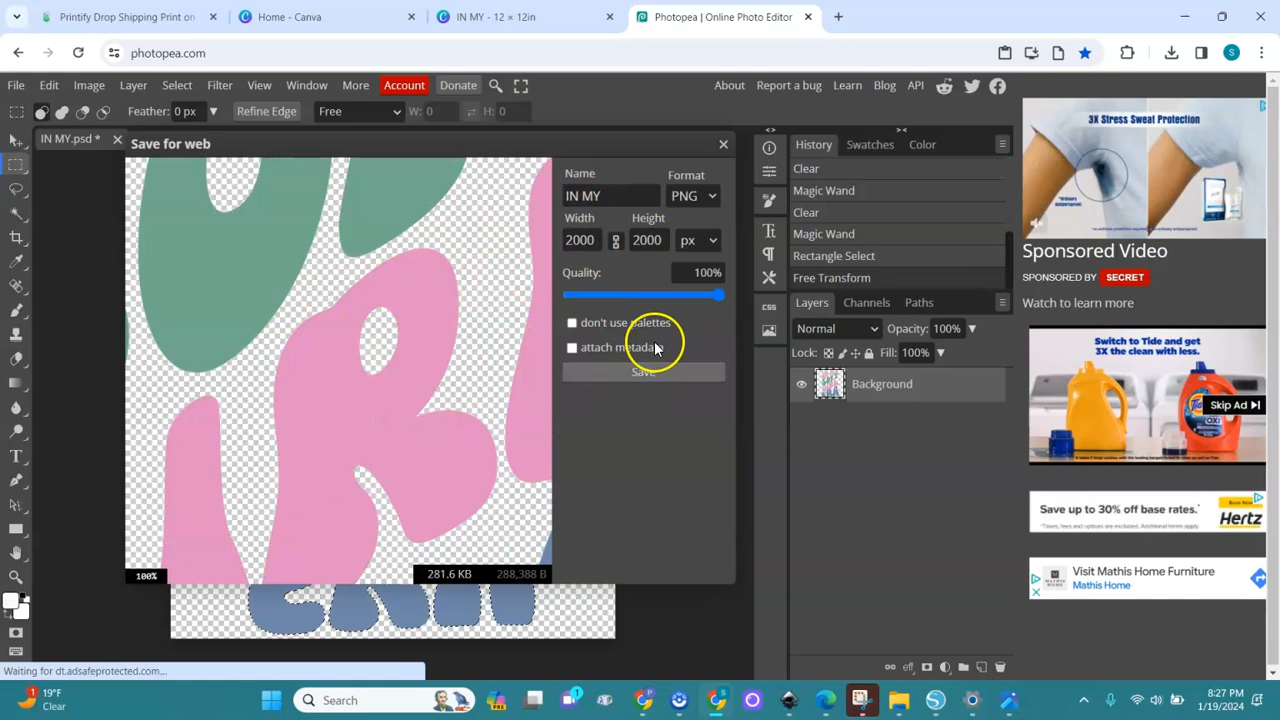 Printify Drop Shipping Print on
Home - Canva
IN MY - 12 × 12in
Photopea | Online Photo Editor
photopea.com
S
File Edit Image Layer Select Filter View Window More Account Donate
About Report a bug Learn Blog API
Feather: 0 px
Refine Edge
Free
W: 0
H: 0
IN MY.psd *
Save for web
Name
Format
IN MY
PNG
Width
Height
2000
2000
px
Quality:
100%
don't use palettes
attach metadata
Save
100%
281.6 KB
288,388 B
History Swatches Color
Clear
Magic Wand
Clear
Magic Wand
Rectangle Select
Free Transform
Layers Channels Paths
Normal
Opacity: 100%
Lock:
Fill: 100%
Background
3X Stress Sweat Protection
Sponsored Video
SPONSORED BY SECRET
Watch to learn more
Switch to Tide and get
3X the clean with less.
Skip Ad
Save up to 30% off base rates.*
Hertz
Visit Mathis Home Furniture
Mathis Home
Waiting for dt.adsafeprotected.com...
1
19°F
Clear
Search
8:27 PM
1/19/2024